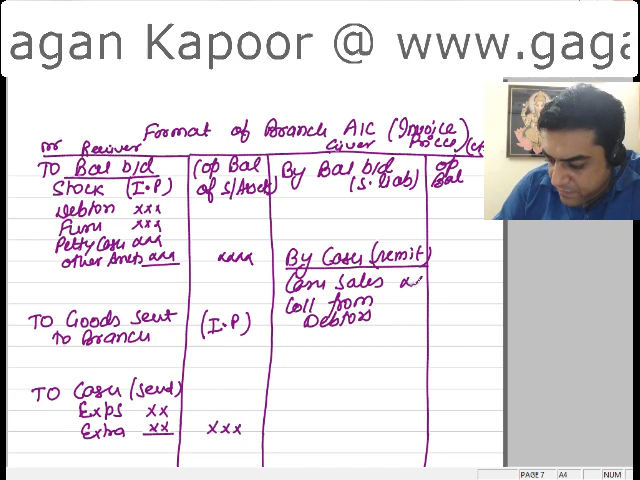 agan Kapoor @ www.gaga
Format of Branch A/C (Invoice Price)
Dr Receiver Giver (Cr
To Bal b/d (op Bal of S/Assets) By Bal b/d (S. Liab) op Bal
Stock (I.P)
Debtors xxx
Furn xxx
Petty Cash xxx
other Assets xxx xxxx By Cash (remit)
Cash Sales x
Coll from Debtors
To Goods Sent To Branch (I.P)
To Cash (send)
Exps xx
Extra xx xxx
PAGE 7 A4 NUM